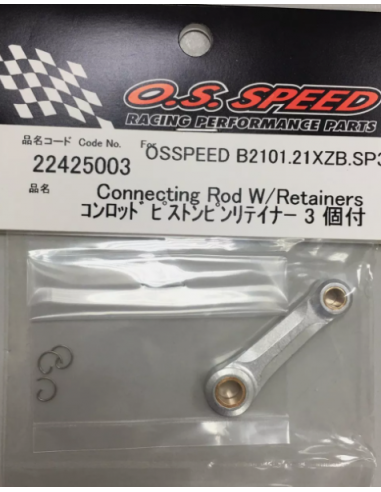 O.S. SPEED
RACING PERFORMANCE PARTS
品名コード Code No.
For
OSSPEED B2101.21XZB.SP3
22425003
品名
Connecting Rod W/Retainers
コンロッド ピストンピンリテイナー 3 個付